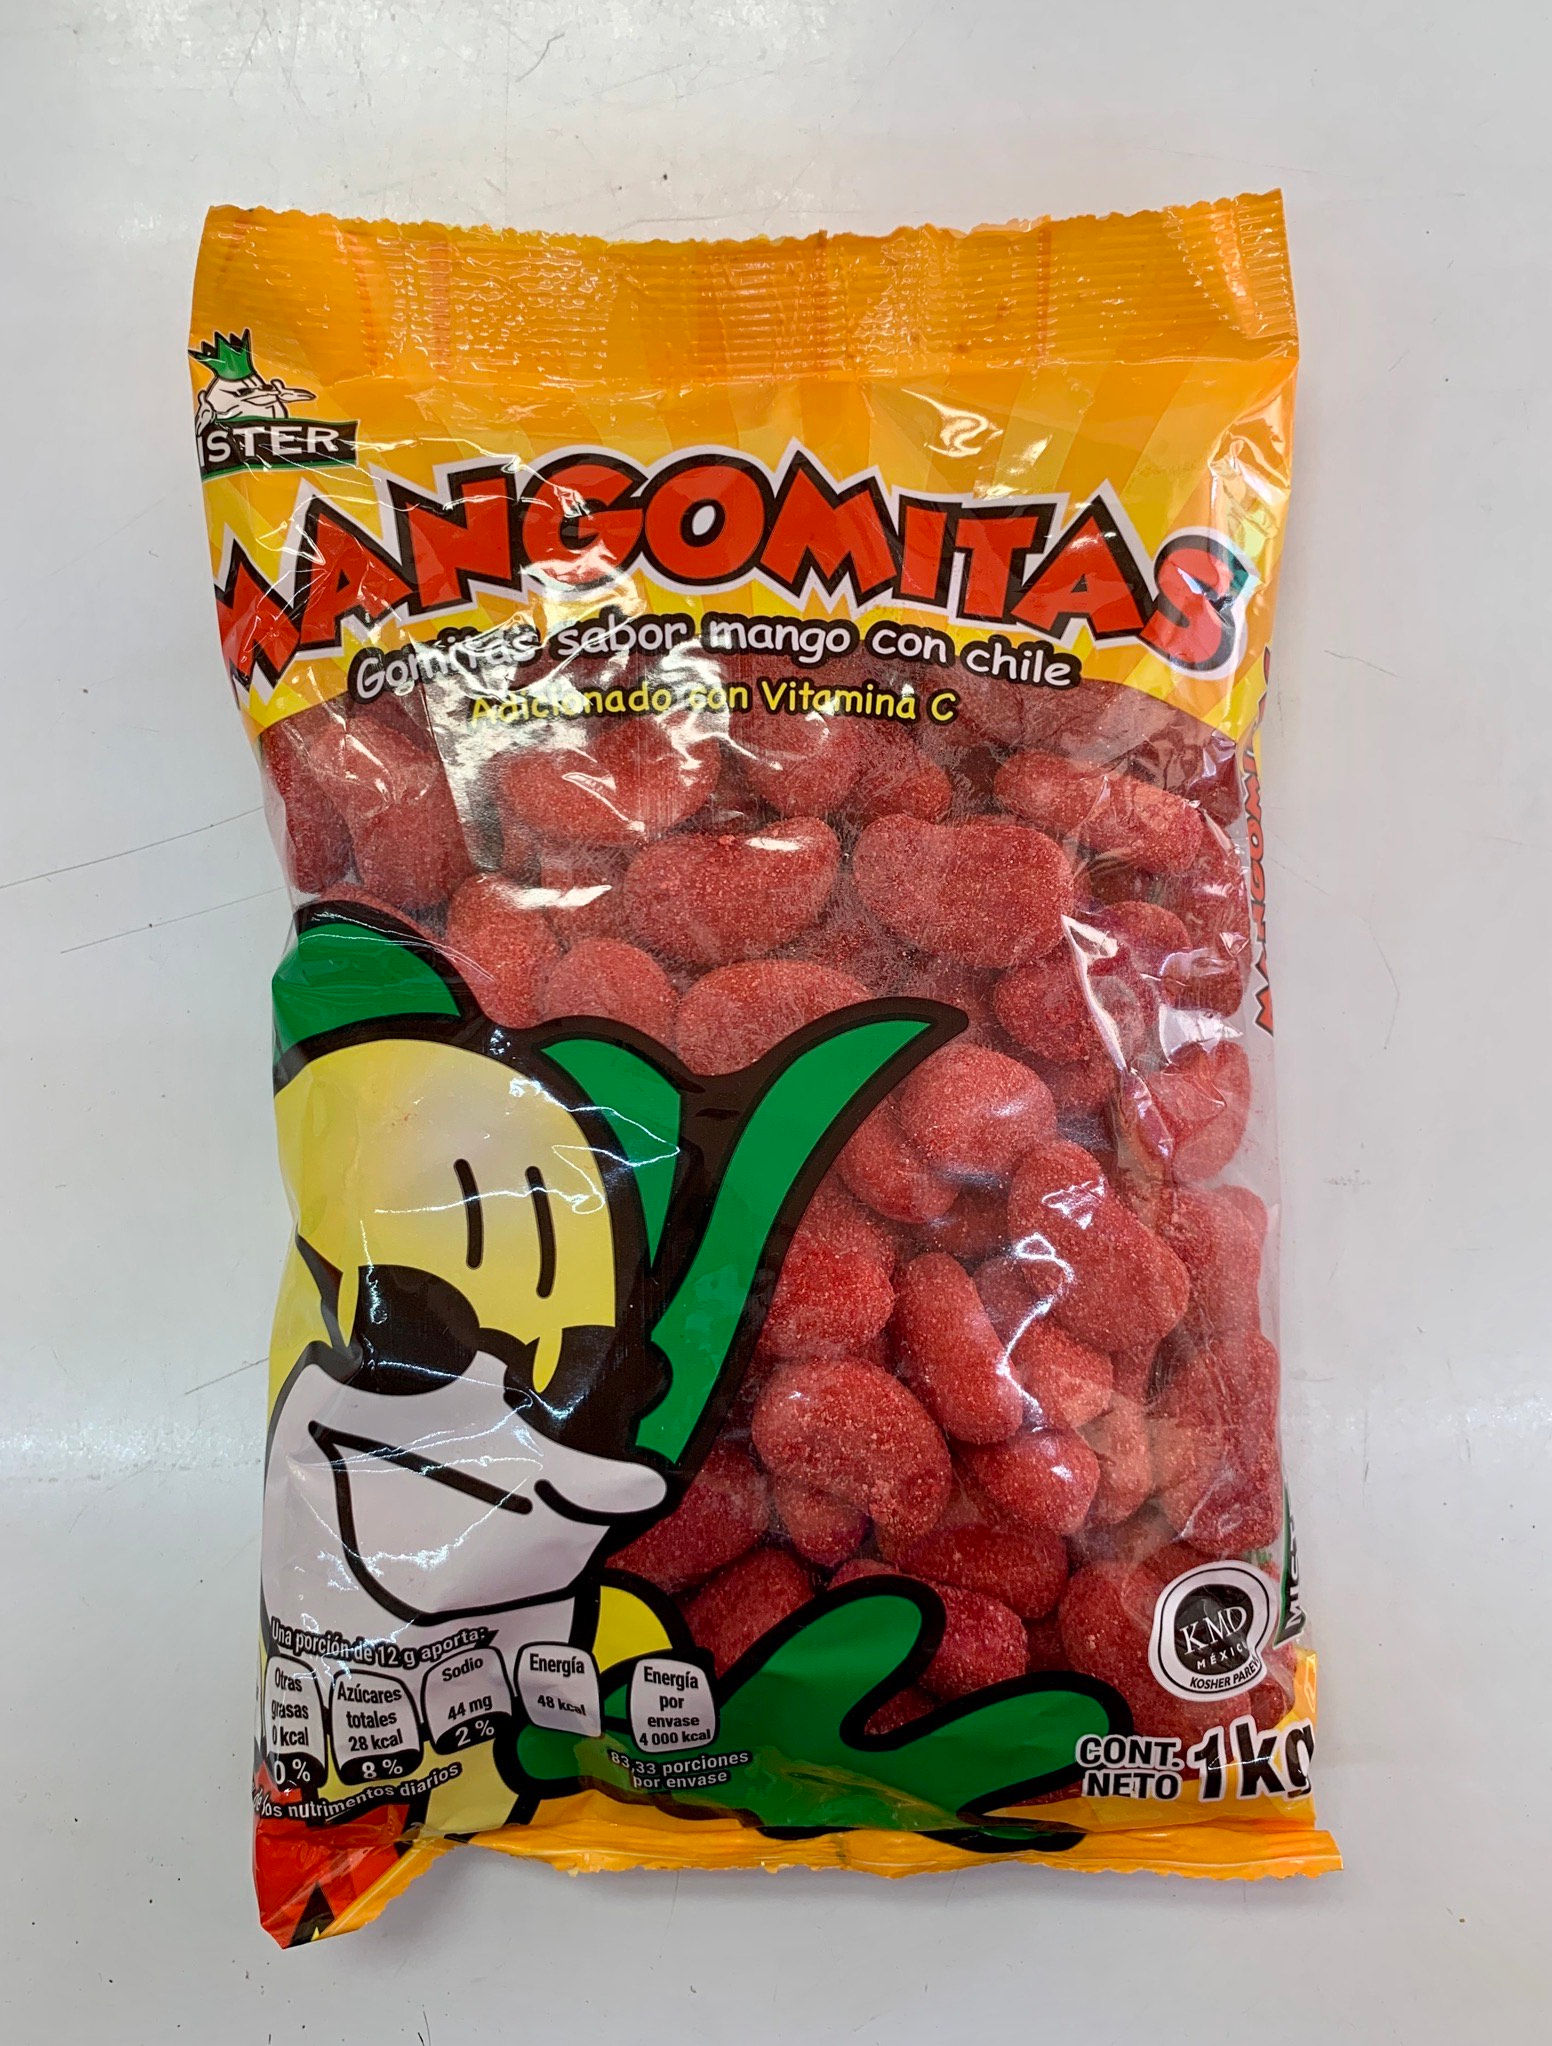 ISTER
MANGOMITAS
Gomitas sabor mango con chile
Adicionado con Vitamina C
Una porción de 12 g aporta:
Otras
grasas
0 kcal
0 %
Azúcares
totales
28 kcal
8 %
Sodio
44 mg
2 %
Energía
48 kcal
Energía
por
envase
4 000 kcal
de los nutrimentos diarios
83,33 porciones
por envase
KMD
MÉXICO
KOSHER PAREVE
CONT.
NETO
1kg